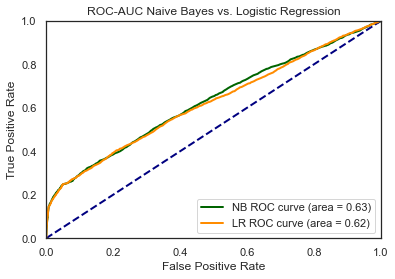 ROC-AUC Naive Bayes vs. Logistic Regression
1.0
0.8
0.6
0.4
0.2
0.0
True Positive Rate
NB ROC curve (area = 0.63)
LR ROC curve (area = 0.62)
0.0 0.2 0.4 0.6 0.8 1.0
False Positive Rate